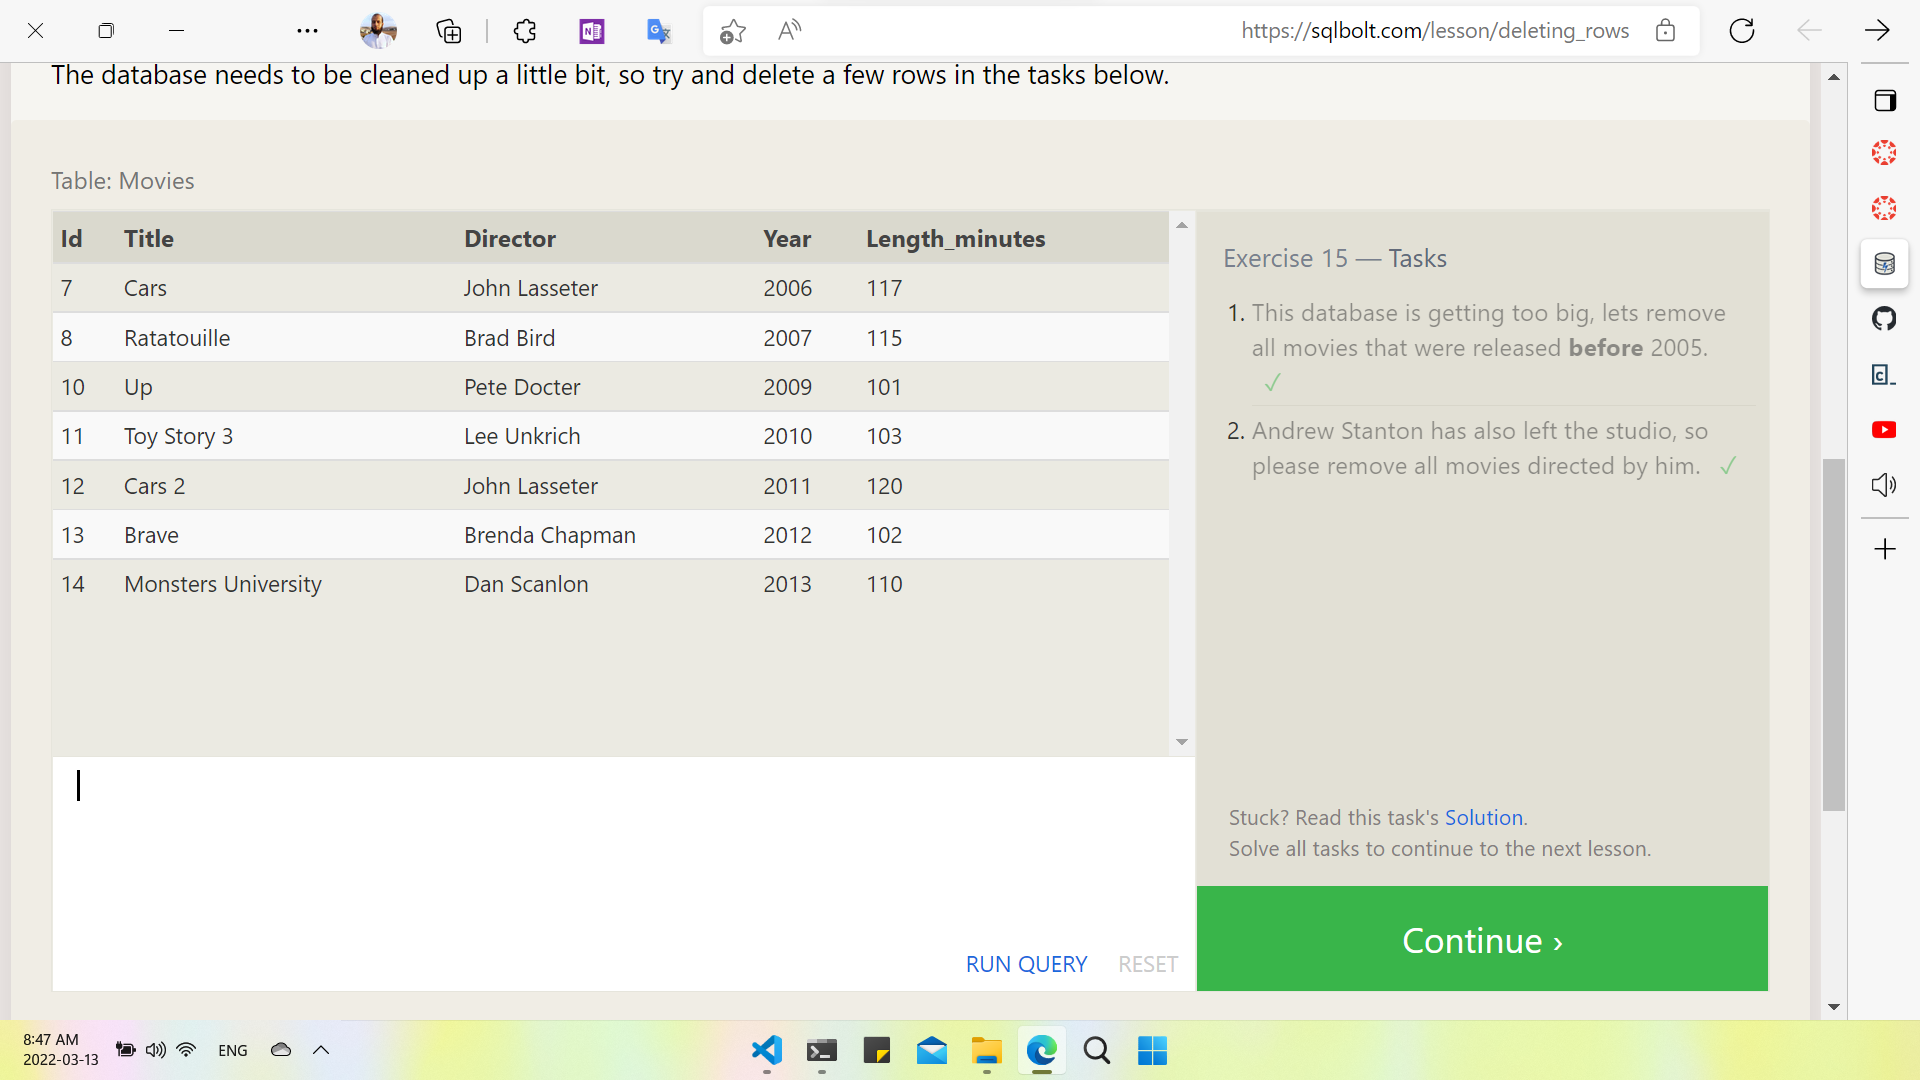 https://sqlbolt.com/lesson/deleting_rows
The database needs to be cleaned up a little bit, so try and delete a few rows in the tasks below.
Table: Movies
Id Title Director Year Length_minutes
7 Cars John Lasseter 2006 117
8 Ratatouille Brad Bird 2007 115
10 Up Pete Docter 2009 101
11 Toy Story 3 Lee Unkrich 2010 103
12 Cars 2 John Lasseter 2011 120
13 Brave Brenda Chapman 2012 102
14 Monsters University Dan Scanlon 2013 110
RUN QUERY RESET
Exercise 15 — Tasks
1. This database is getting too big, lets remove
all movies that were released before 2005.
✓
2. Andrew Stanton has also left the studio, so
please remove all movies directed by him. ✓
Stuck? Read this task's Solution.
Solve all tasks to continue to the next lesson.
Continue ›
8:47 AM
2022-03-13
ENG